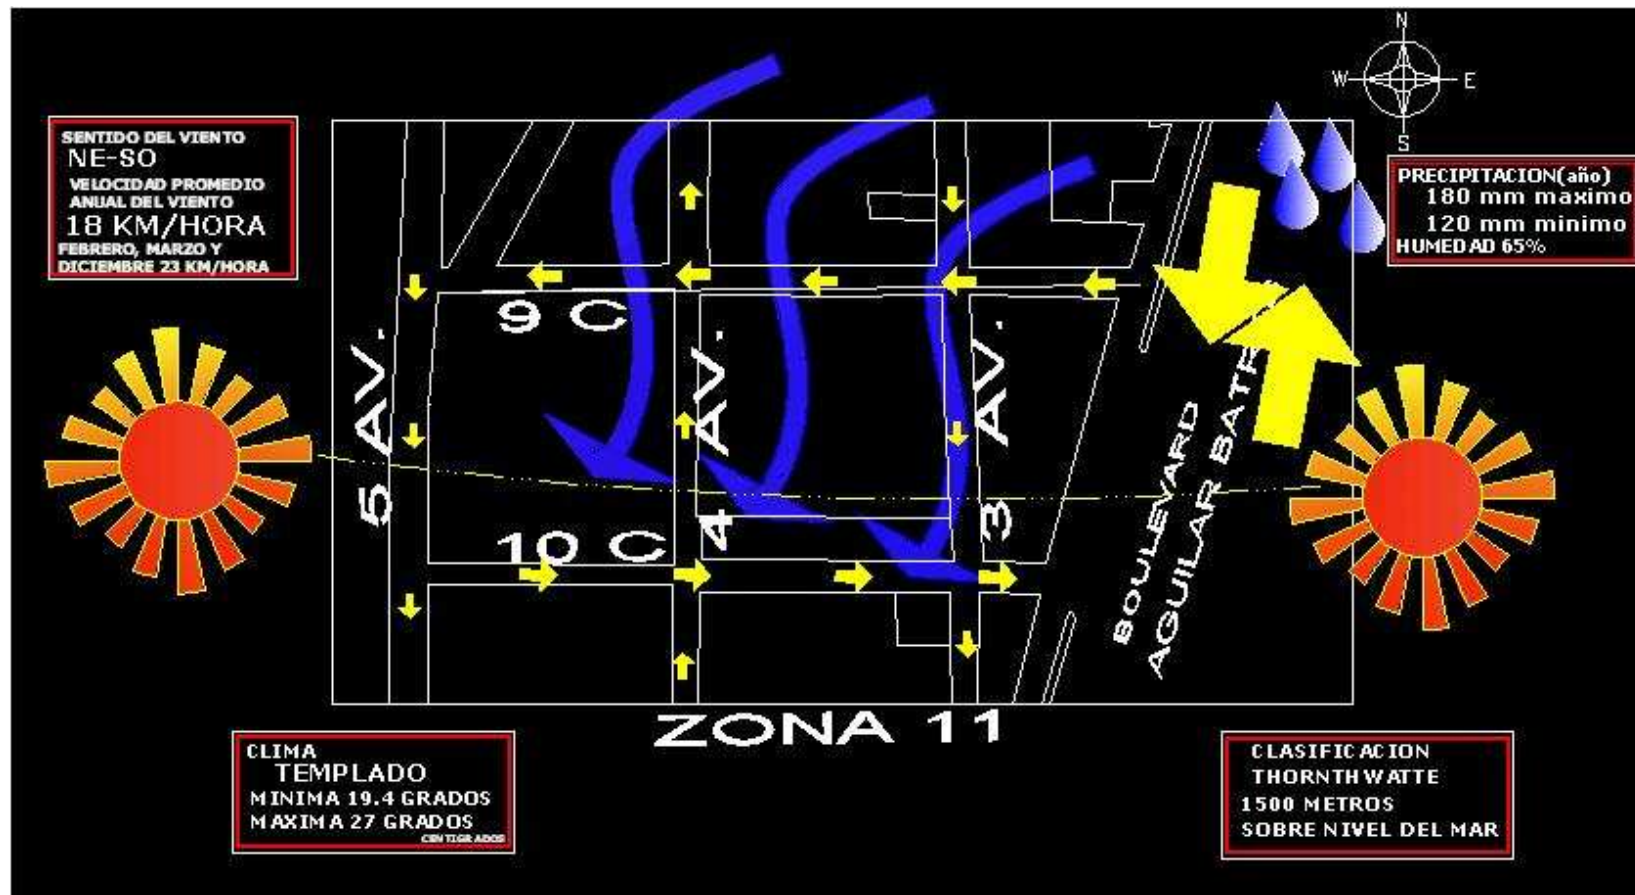 N
W
E
S
SENTIDO DEL VIENTO
NE-SO
VELOCIDAD PROMEDIO
ANUAL DEL VIENTO
18 KM/HORA
FEBRERO, MARZO Y
DICIEMBRE 23 KM/HORA
PRECIPITACION(año)
180 mm maximo
120 mm minimo
HUMEDAD 65%
9 C
5 AV.
4 AV.
3 AV.
10 C
BOULEVARD
AGUILAR BATRES
ZONA 11
CLIMA
TEMPLADO
MINIMA 19.4 GRADOS
MAXIMA 27 GRADOS
CENTIGRADOS
CLASIFICACION
THORNTHWATTE
1500 METROS
SOBRE NIVEL DEL MAR